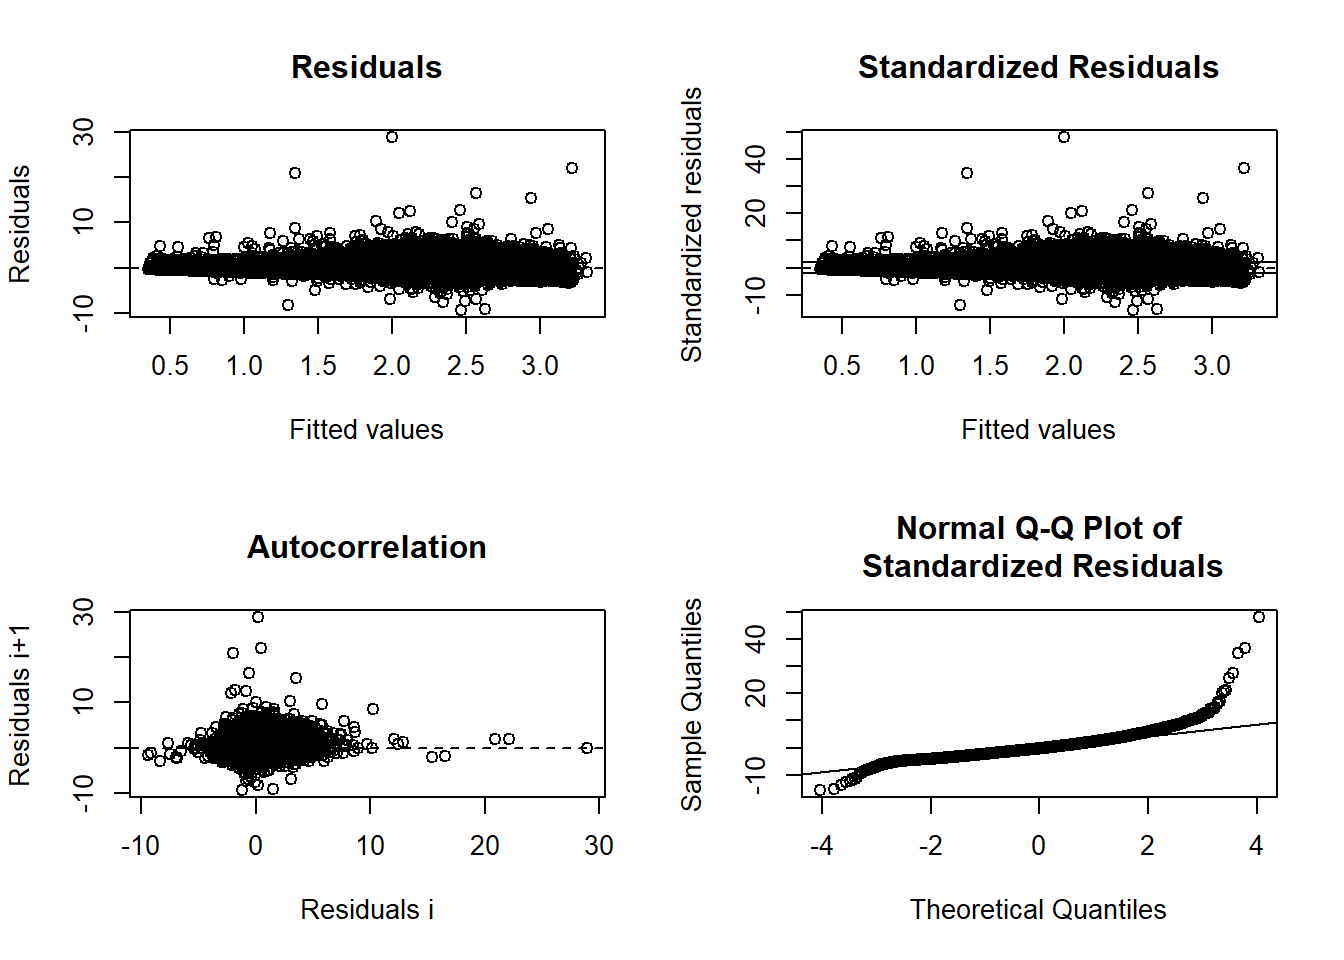 Residuals
Residuals
30
10
-10
0.5 1.0 1.5 2.0 2.5 3.0
Fitted values
Standardized Residuals
Standardized residuals
40
20
-10
0.5 1.0 1.5 2.0 2.5 3.0
Fitted values
Autocorrelation
Residuals i+1
30
10
-10
-10 0 10 20 30
Residuals i
Normal Q-Q Plot of
Standardized Residuals
Sample Quantiles
40
20
-10
-4 -2 0 2 4
Theoretical Quantiles